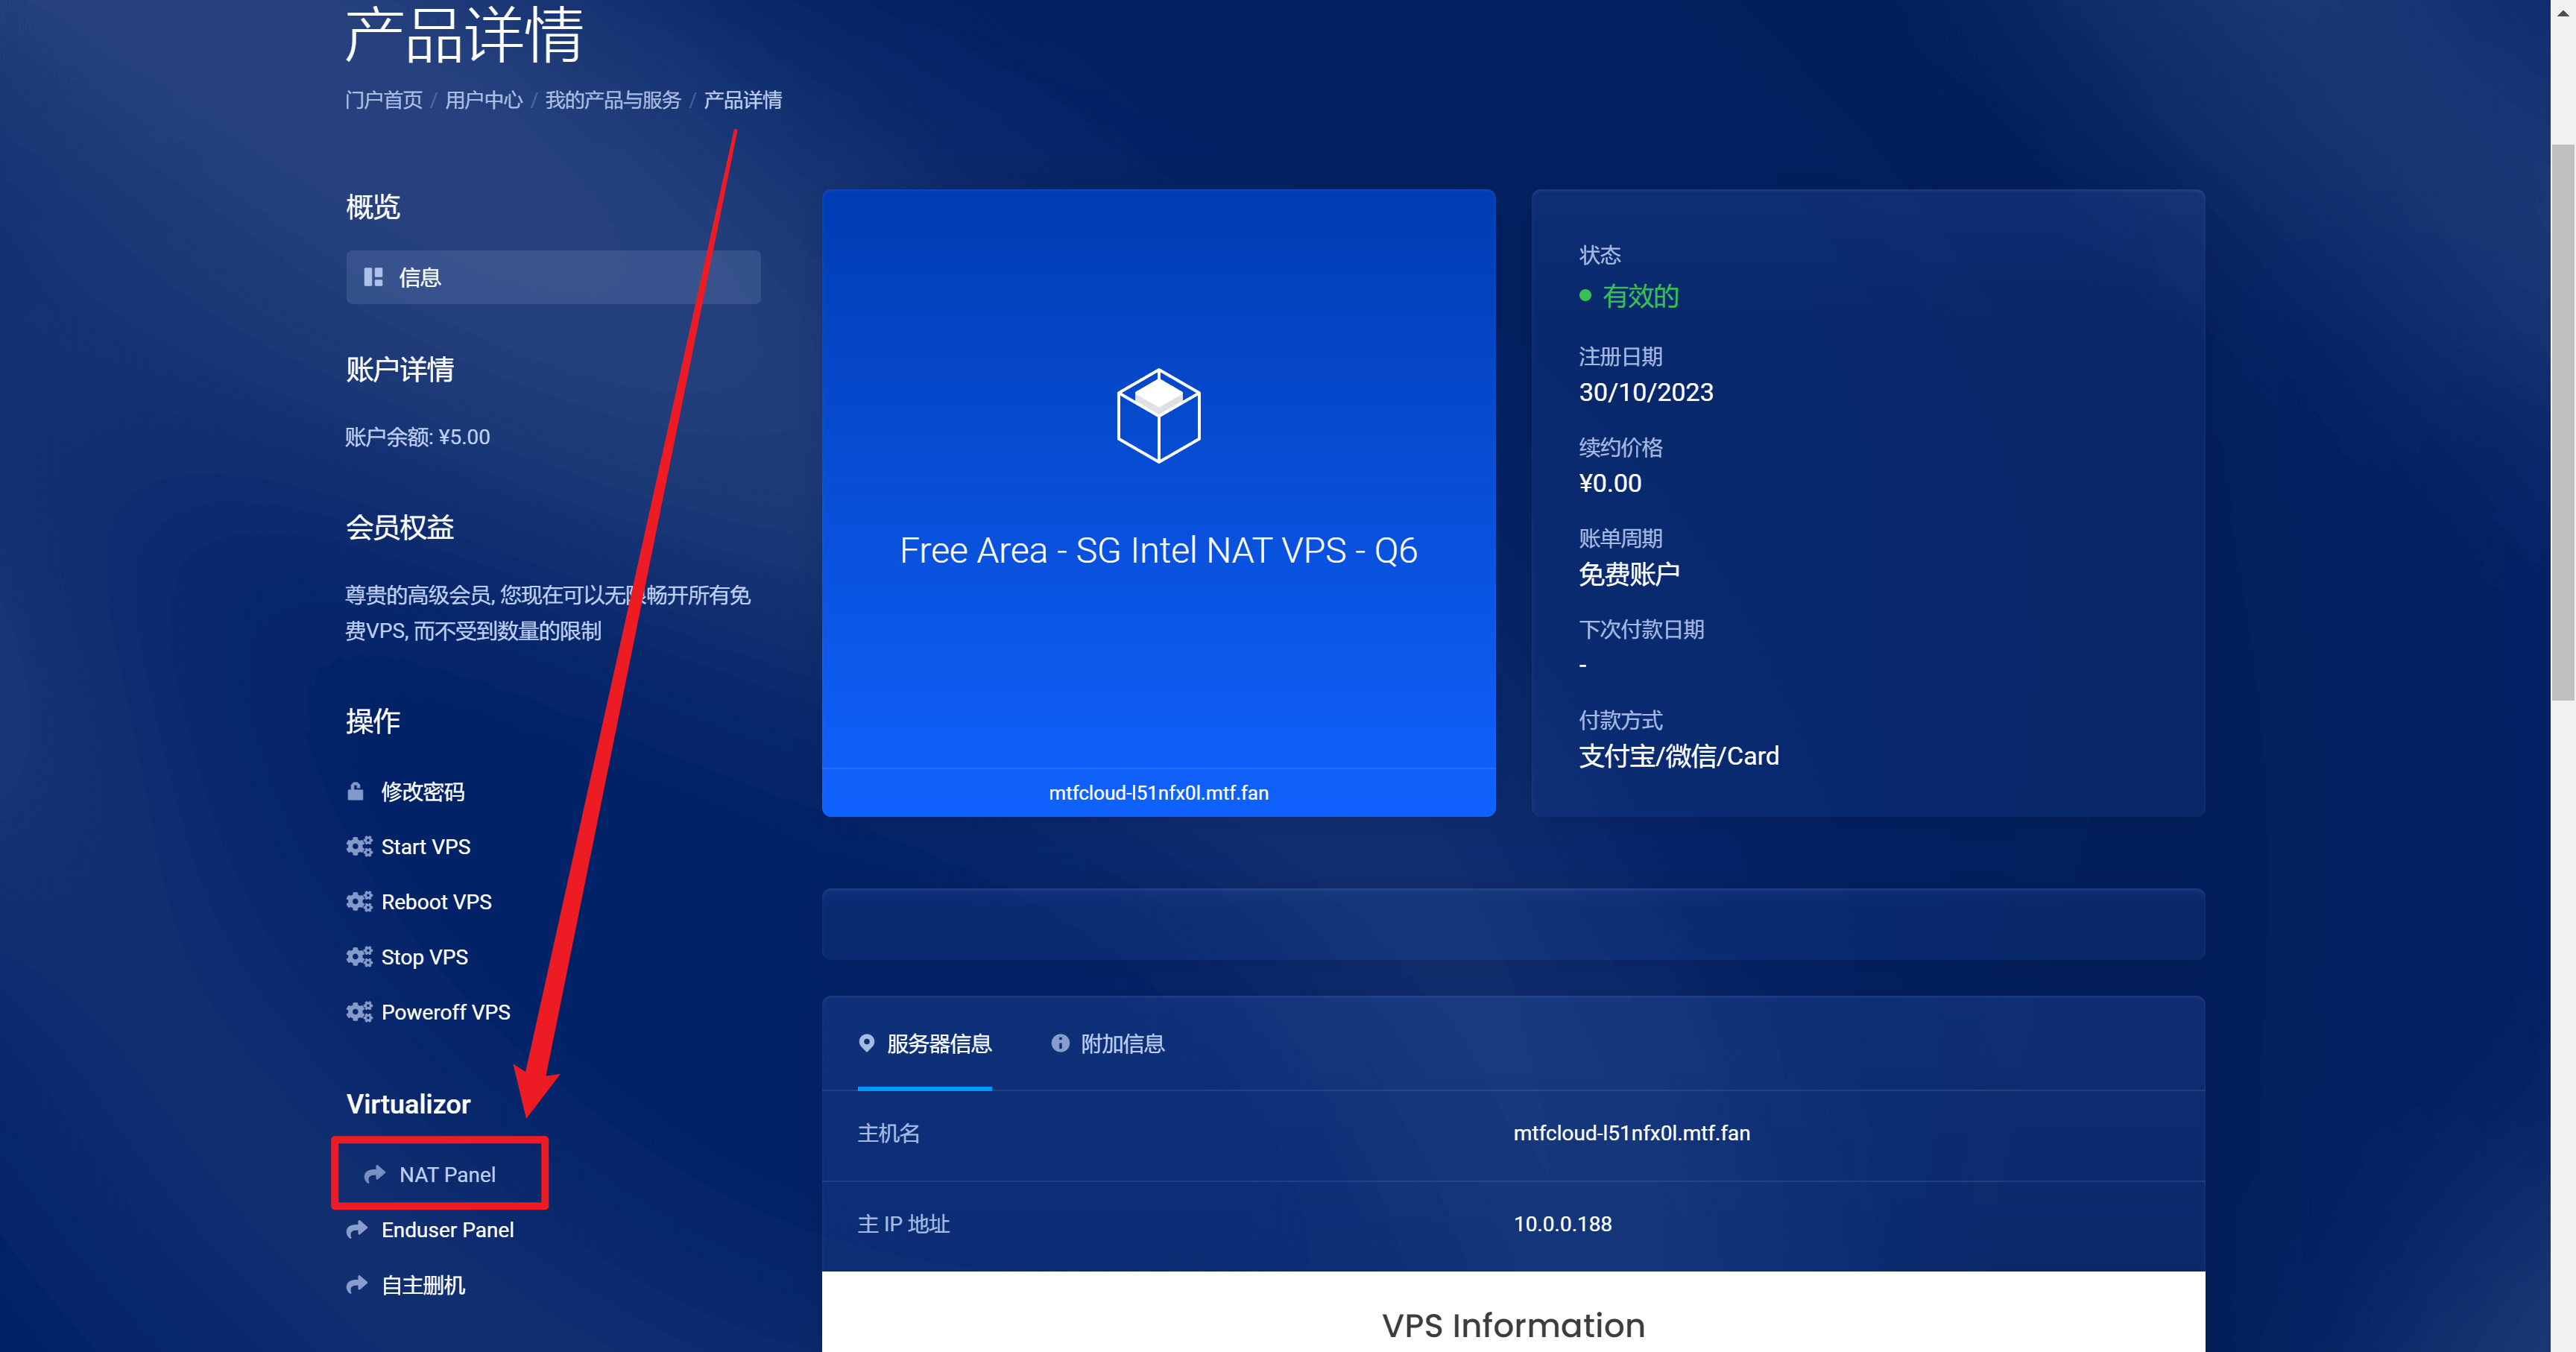 产品详情
门户首页 / 用户中心 / 我的产品与服务 / 产品详情
概览
信息
账户详情
账户余额: ¥5.00
会员权益
尊贵的高级会员, 您现在可以无限畅开所有免
费VPS, 而不受到数量的限制
操作
修改密码
Start VPS
Reboot VPS
Stop VPS
Poweroff VPS
Virtualizor
NAT Panel
Enduser Panel
自主删机
Free Area - SG Intel NAT VPS - Q6
mtfcloud-l51nfx0l.mtf.fan
状态
有效的
注册日期
30/10/2023
续约价格
¥0.00
账单周期
免费账户
下次付款日期
-
付款方式
支付宝/微信/Card
服务器信息 附加信息
主机名 mtfcloud-l51nfx0l.mtf.fan
主 IP 地址 10.0.0.188
VPS Information